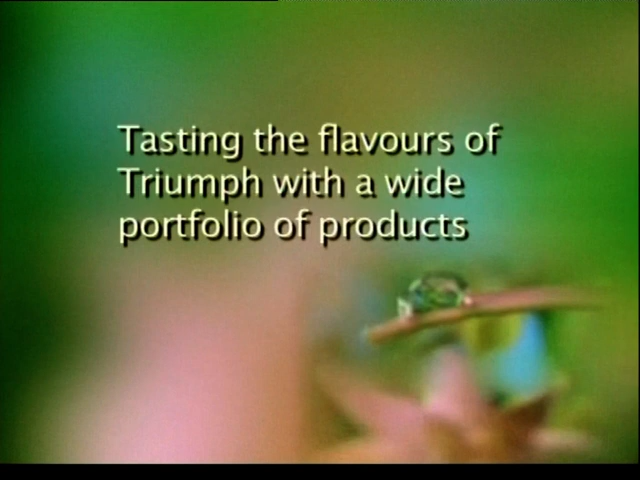 Tasting the flavours of
Triumph with a wide
portfolio of products